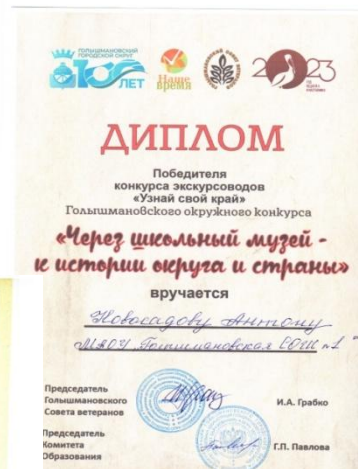 ГОЛЫШМАНОВСКИЙ
ГОРОДСКОЙ ОКРУГ
100 ЛЕТ
Наше
время
2023
ДИПЛОМ
Победителя
конкурса экскурсоводов
«Узнай свой край»
Голышмановского окружного конкурса
«Через школьный музей -
к истории округа и страны»
вручается
Новосадову Антону
МАОУ "Голышмановская СОШ №1"
Председатель
Голышмановского
Совета ветеранов
И.А. Грабко
Председатель
Комитета
Образования
Г.П. Павлова